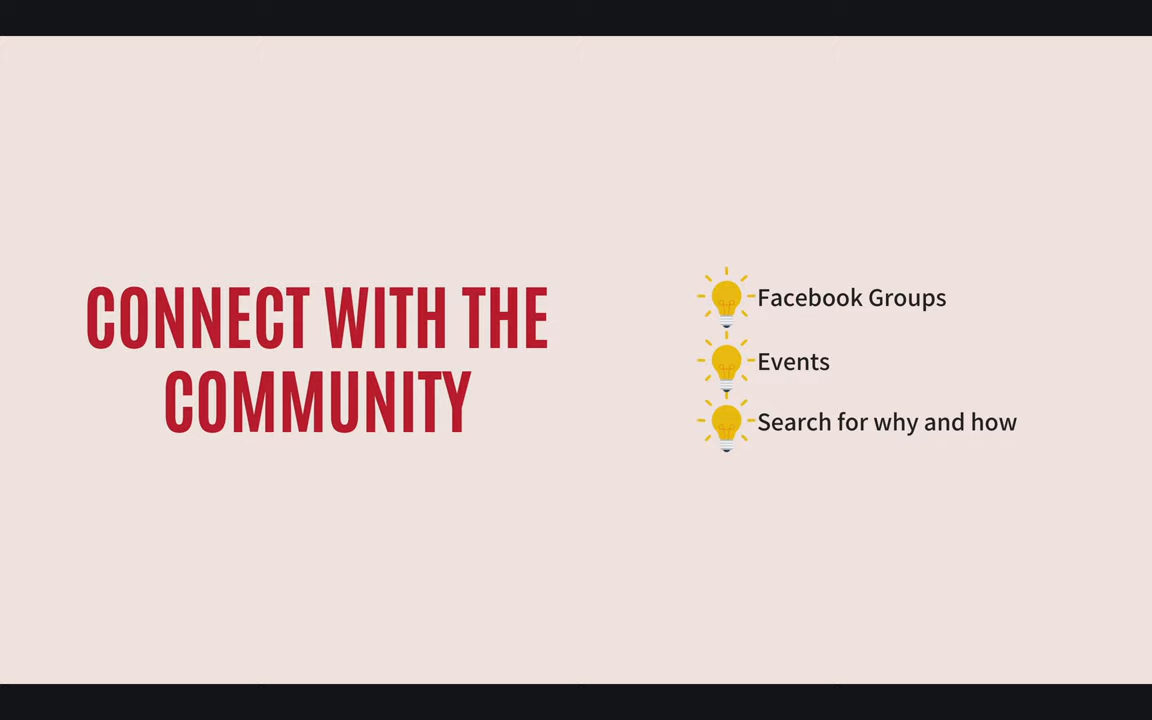 CONNECT WITH THE
COMMUNITY
Facebook Groups
Events
Search for why and how